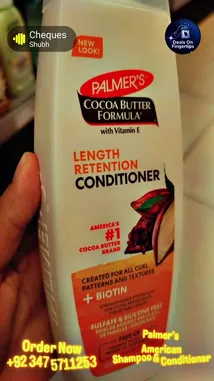 Cheques
Shubh
Deals On
Fingertips
NEW
LOOK!
PALMER'S
COCOA BUTTER
FORMULA
with Vitamin E
LENGTH
RETENTION
CONDITIONER
AMERICA'S
#1
COCOA BUTTER
BRAND
CREATED FOR ALL CURL
PATTERNS AND TEXTURES
+ BIOTIN
SULFATE & SILICONE FREE
Order Now
+92 347 5711253
Palmer's
American
Shampoo & Conditioner